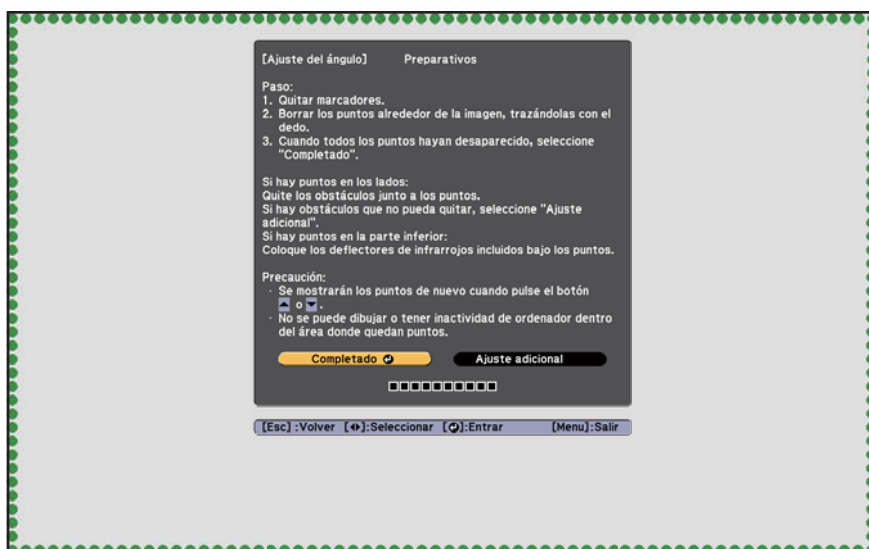 [Ajuste del ángulo] Preparativos
Paso:
1. Quitar marcadores.
2. Borrar los puntos alrededor de la imagen, trazándolas con el
dedo.
3. Cuando todos los puntos hayan desaparecido, seleccione
"Completado".
Si hay puntos en los lados:
Quite los obstáculos junto a los puntos.
Si hay obstáculos que no pueda quitar, seleccione "Ajuste
adicional".
Si hay puntos en la parte inferior:
Coloque los deflectores de infrarrojos incluidos bajo los puntos.
Precaución:
· Se mostrarán los puntos de nuevo cuando pulse el botón
▲ o ▼.
· No se puede dibujar o tener inactividad de ordenador dentro
del área donde quedan puntos.
Completado Ajuste adicional
[Esc] :Volver [◆]:Seleccionar [↵]:Entrar [Menu]:Salir